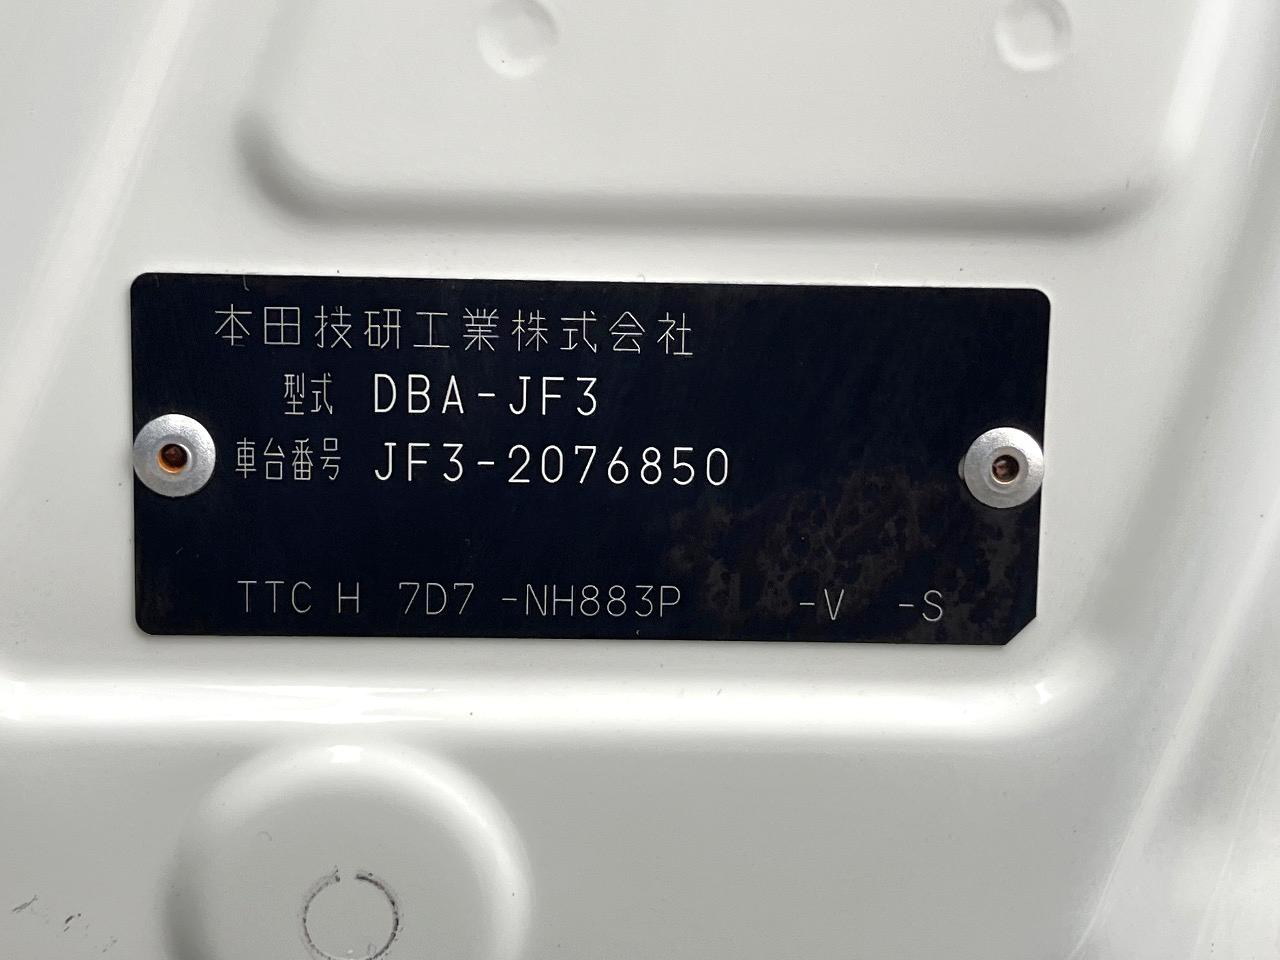 本田技研工業株式会社
型式 DBA-JF3
車台番号 JF3-2076850
TTC H 7D7 -NH883P -V -S